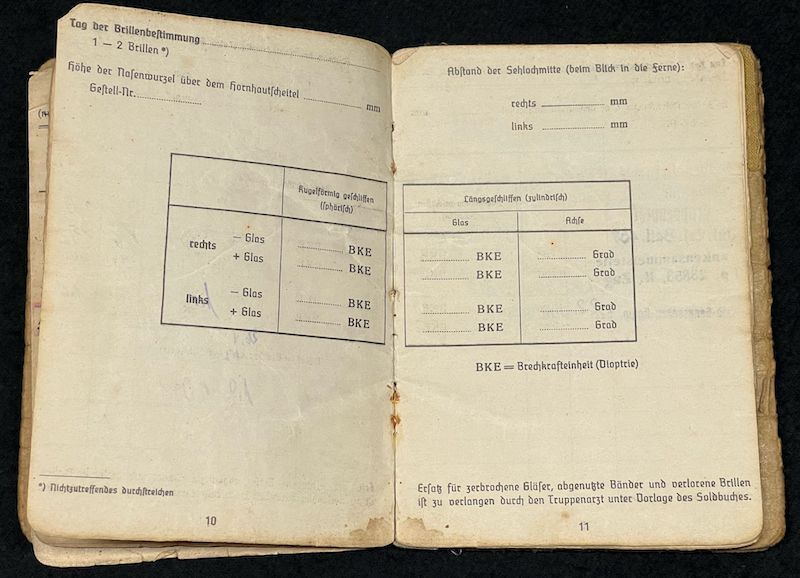 Tag der Brillenbestimmung
1 — 2 Brillen *)
Höhe der Nasenwurzel über dem Hornhautscheitel ............ mm
Gestell-Nr. ............
Kugelförmig geschliffen
(sphärisch)
rechts — Glas ............ BKE
+ Glas ............ BKE
links — Glas ............ BKE
+ Glas ............ BKE
*) Nichtzutreffendes durchstreichen
10
Abstand der Sehlochmitte (beim Blick in die Ferne):
rechts ............ mm
links ............ mm
Längsgeschliffen (zylindrisch)
Glas Achse
............ BKE ............ Grad
............ BKE ............ Grad
............ BKE ............ Grad
............ BKE ............ Grad
BKE = Brechkrafteinheit (Dioptrie)
Ersatz für zerbrochene Gläser, abgenutzte Bänder und verlorene Brillen
ist zu verlangen durch den Truppenarzt unter Vorlage des Soldbuches.
11